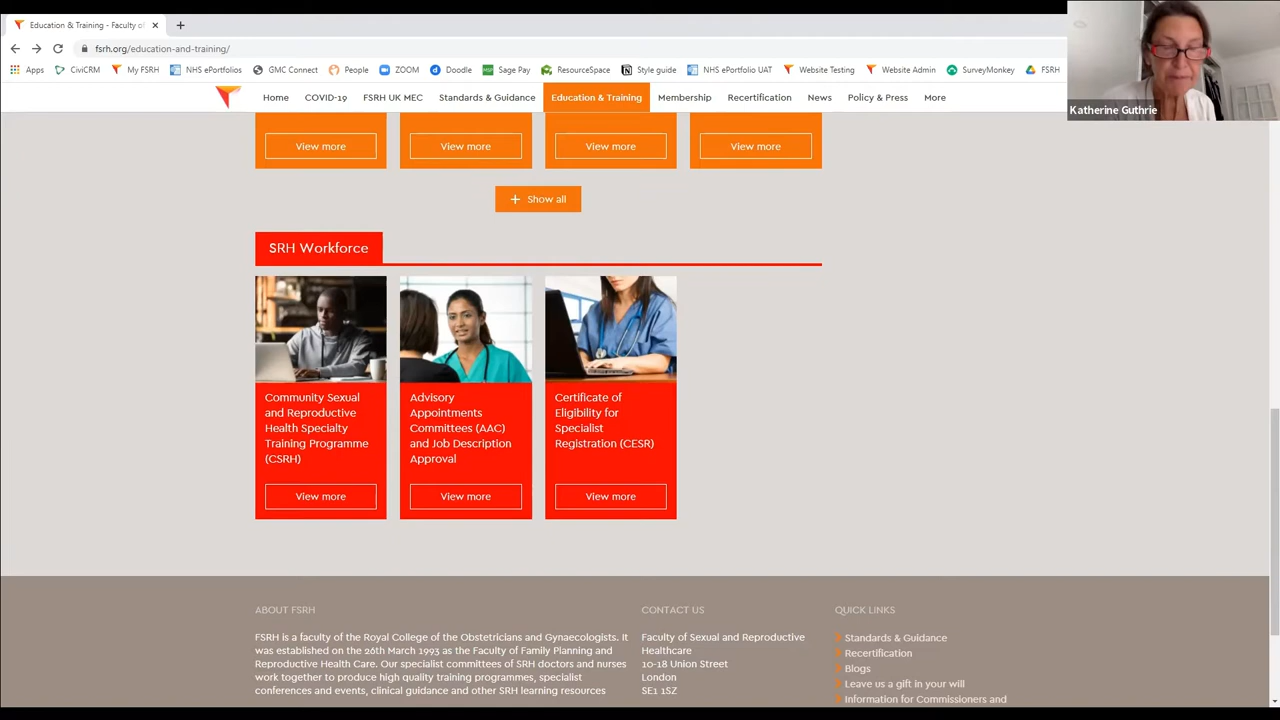 Education & Training - Faculty of
fsrh.org/education-and-training/
Apps CiviCRM My FSRH NHS ePortfolios GMC Connect People ZOOM Doodle Sage Pay ResourceSpace Style guide NHS ePortfolio UAT Website Testing Website Admin SurveyMonkey FSRH
Katherine Guthrie
Home COVID-19 FSRH UK MEC Standards & Guidance Education & Training Membership Recertification News Policy & Press More
View more View more View more View more
+ Show all
SRH Workforce
Community Sexual
and Reproductive
Health Specialty
Training Programme
(CSRH)
View more
Advisory
Appointments
Committees (AAC)
and Job Description
Approval
View more
Certificate of
Eligibility for
Specialist
Registration (CESR)
View more
ABOUT FSRH
FSRH is a faculty of the Royal College of the Obstetricians and Gynaecologists. It
was established on the 26th March 1993 as the Faculty of Family Planning and
Reproductive Health Care. Our specialist committees of SRH doctors and nurses
work together to produce high quality training programmes, specialist
conferences and events, clinical guidance and other SRH learning resources
CONTACT US
Faculty of Sexual and Reproductive
Healthcare
10-18 Union Street
London
SE1 1SZ
QUICK LINKS
Standards & Guidance
Recertification
Blogs
Leave us a gift in your will
Information for Commissioners and